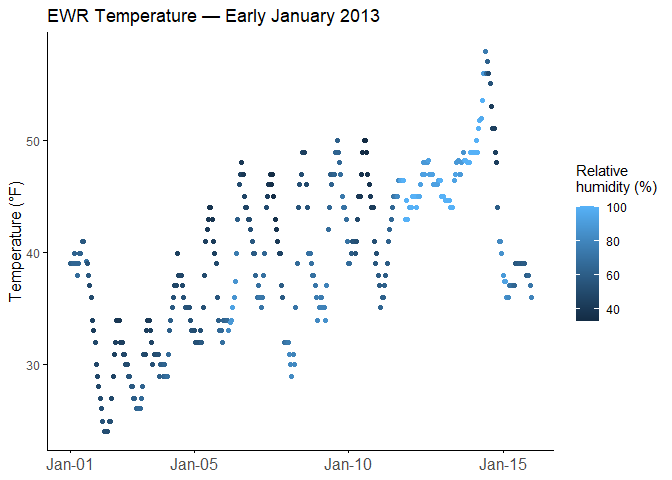 EWR Temperature — Early January 2013
Temperature (°F)
50
40
30
Jan-01
Jan-05
Jan-10
Jan-15
Relative
humidity (%)
100
80
60
40